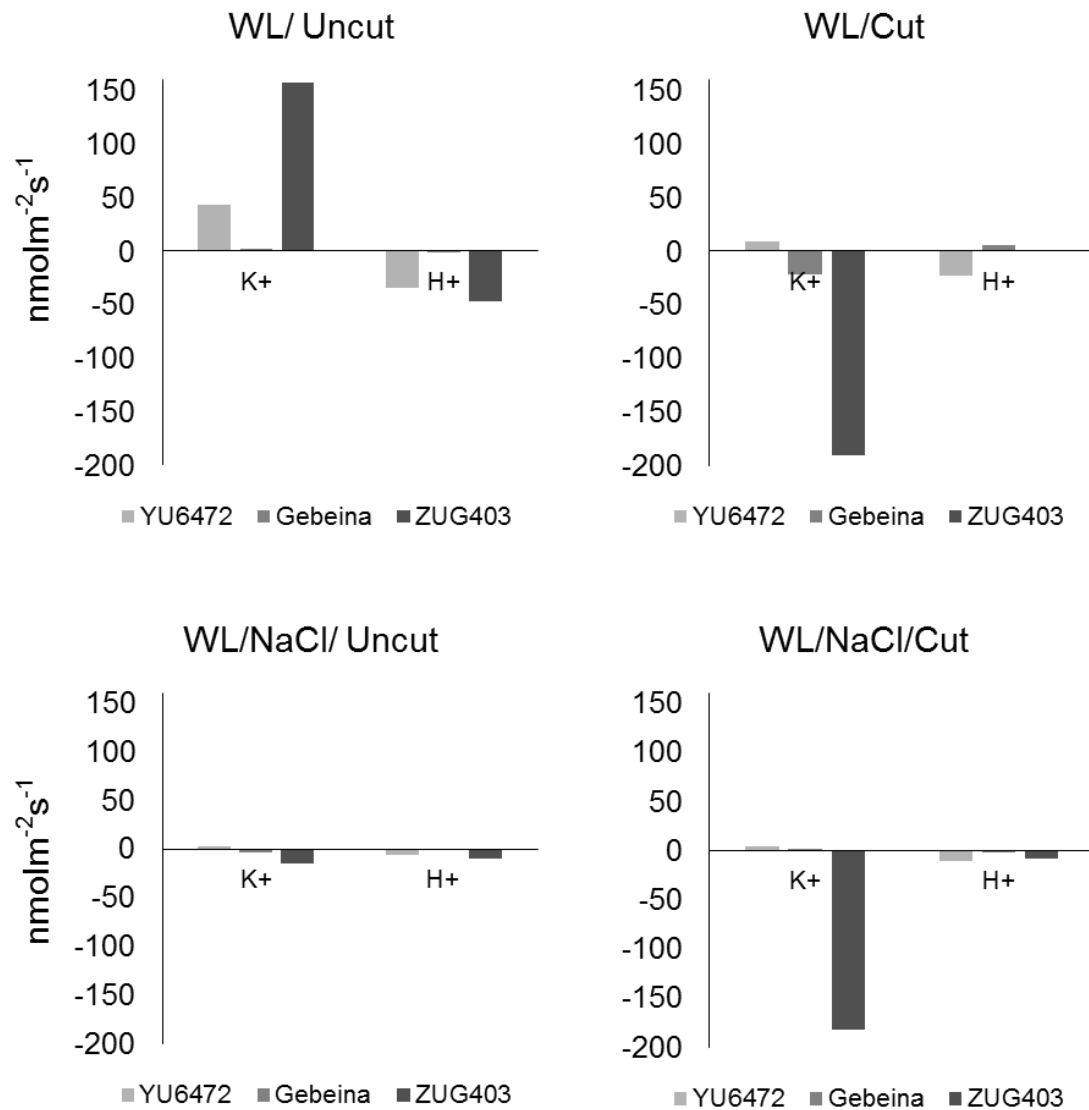 WL/ Uncut
nmolm⁻²s⁻¹
150
100
50
0
-50
-100
-150
-200
K+
H+
YU6472 Gebeina ZUG403
WL/Cut
150
100
50
0
-50
-100
-150
-200
K+
H+
YU6472 Gebeina ZUG403
WL/NaCl/ Uncut
nmolm⁻²s⁻¹
150
100
50
0
-50
-100
-150
-200
K+
H+
YU6472 Gebeina ZUG403
WL/NaCl/Cut
150
100
50
0
-50
-100
-150
-200
K+
H+
YU6472 Gebeina ZUG403